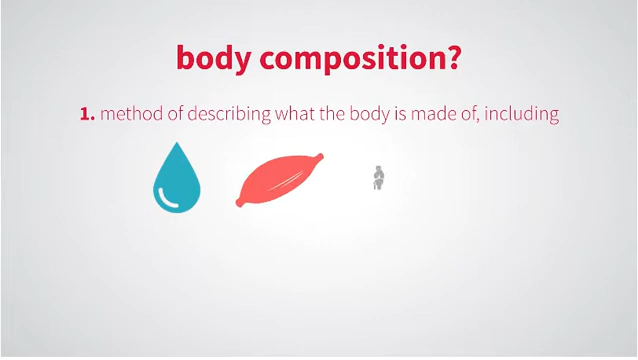 body composition?
1. method of describing what the body is made of, including